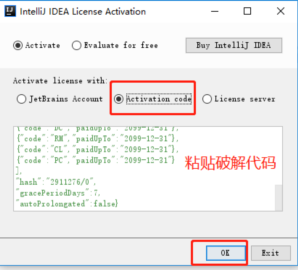 IntelliJ IDEA License Activation
Activate
Evaluate for free
Buy IntelliJ IDEA
Activate license with:
JetBrains Account
Activation code
License server
{"code":"DC","paidUpTo":"2099-12-31"},
{"code":"RM","paidUpTo":"2099-12-31"},
{"code":"CL","paidUpTo":"2099-12-31"},
{"code":"PC","paidUpTo":"2099-12-31"}
],
"hash":"2911276/0",
"gracePeriodDays":7,
"autoProlongated":false}
粘贴破解代码
OK
Exit